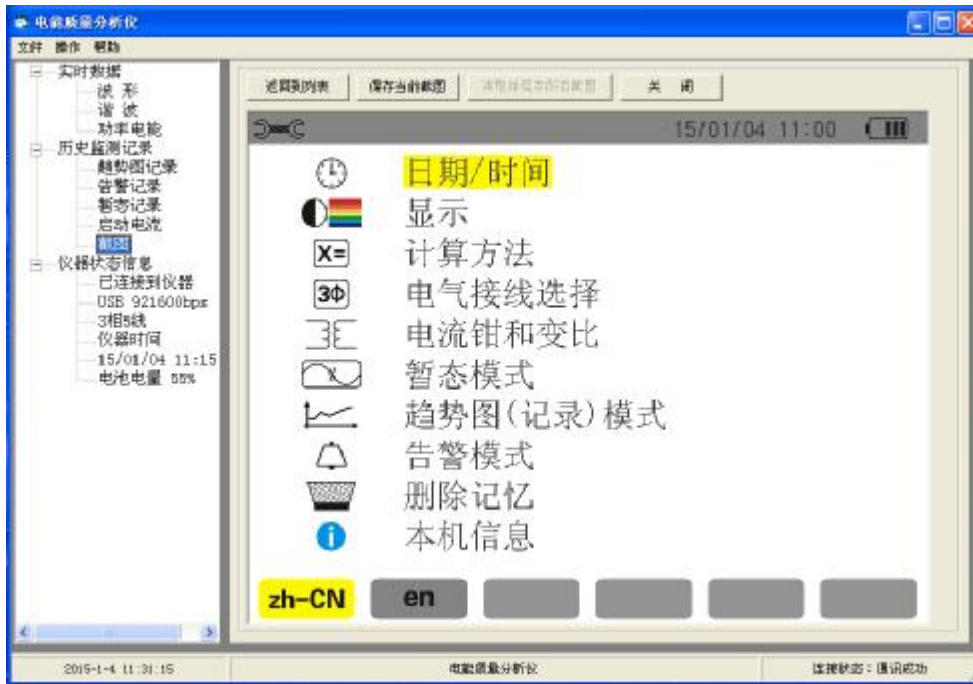 电能质量分析仪
文件 操作 帮助
实时数据
波 形
谐 波
功率电能
历史监测记录
趋势图记录
告警记录
暂态记录
启动电流
截图
仪器状态信息
已连接到仪器
USB 921600bps
3相5线
仪器时间
15/01/04 11:15
电池电量 55%
返回到列表 保存当前截图 关 闭
15/01/04 11:00
日期/时间
显示
X= 计算方法
3Φ 电气接线选择
电流钳和变比
暂态模式
趋势图(记录)模式
告警模式
删除记忆
i 本机信息
zh-CN en
2015-1-4 11:31:15 电能质量分析仪 连接状态：通讯成功